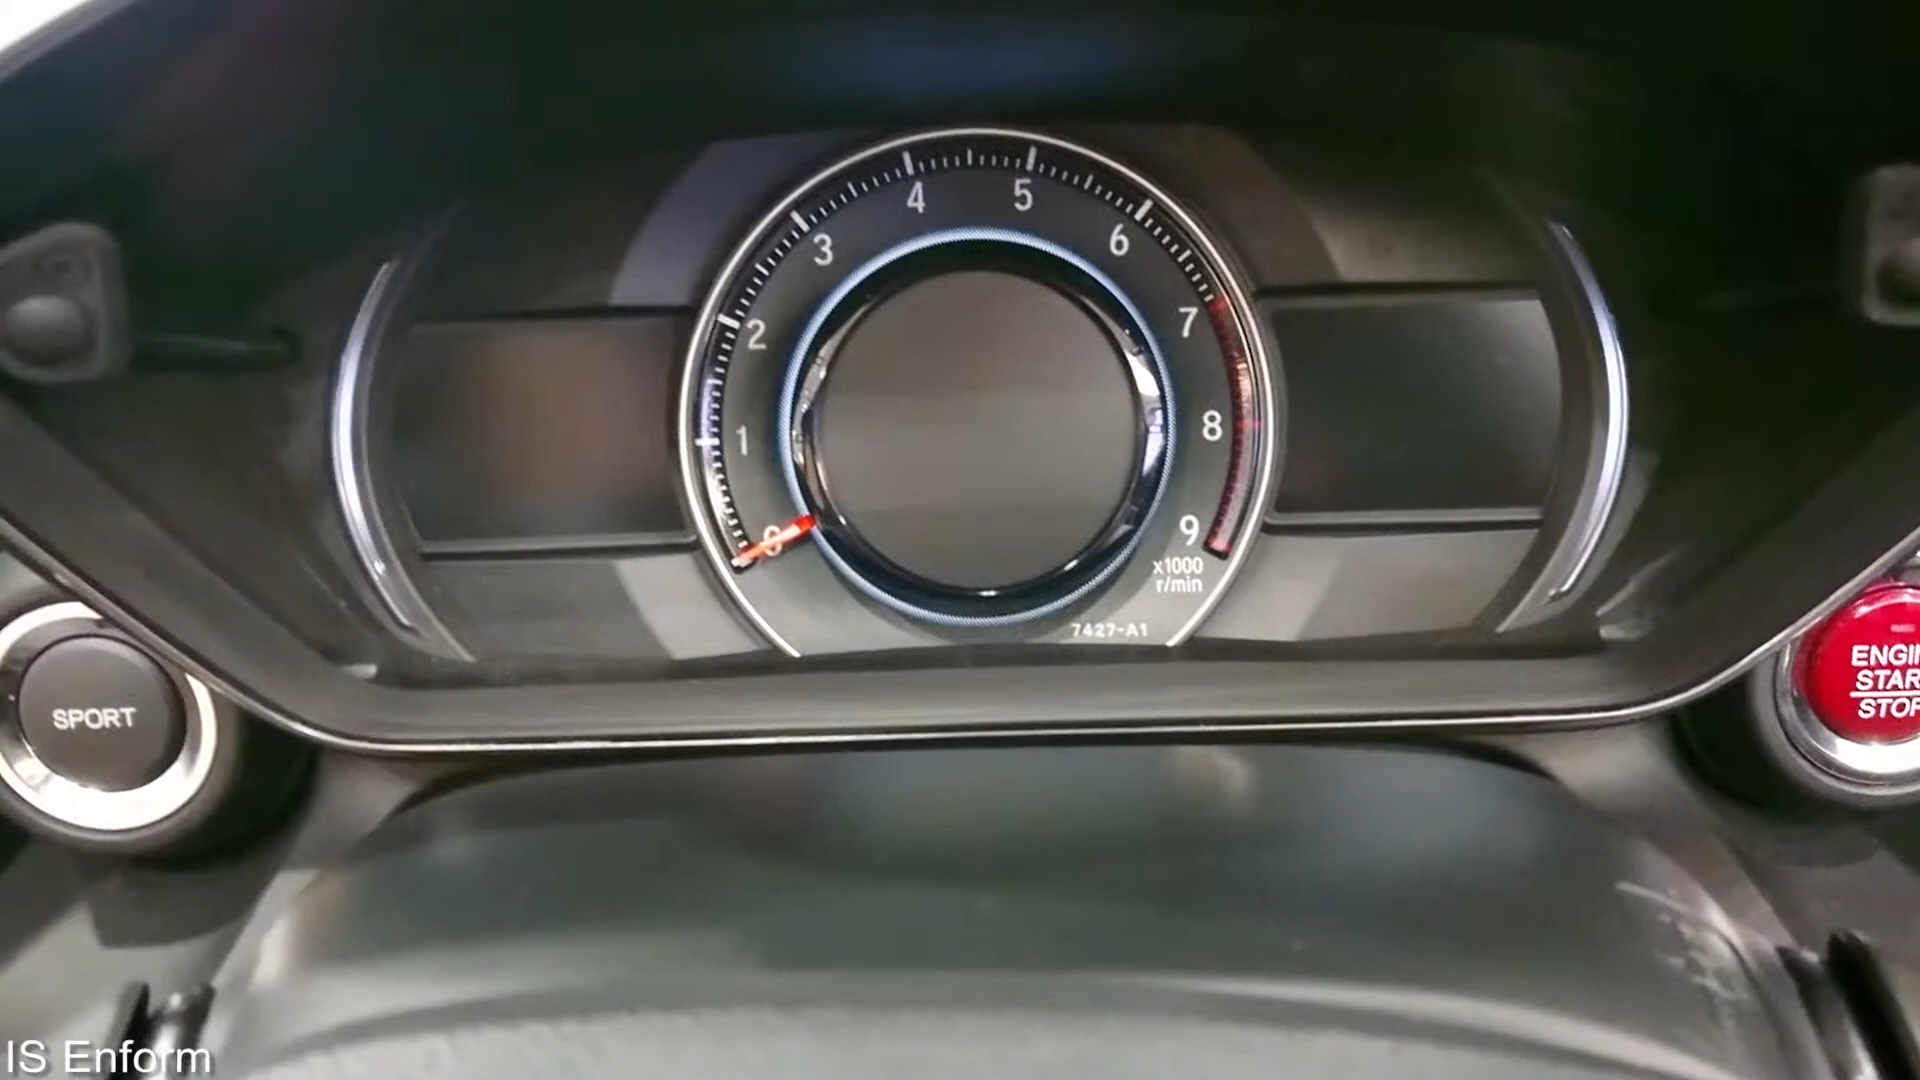 4
5
3
6
2
7
1
8
0
9
x1000
r/min
7427-A1
SPORT
ENGIN
STAR
STOP
IS Enform